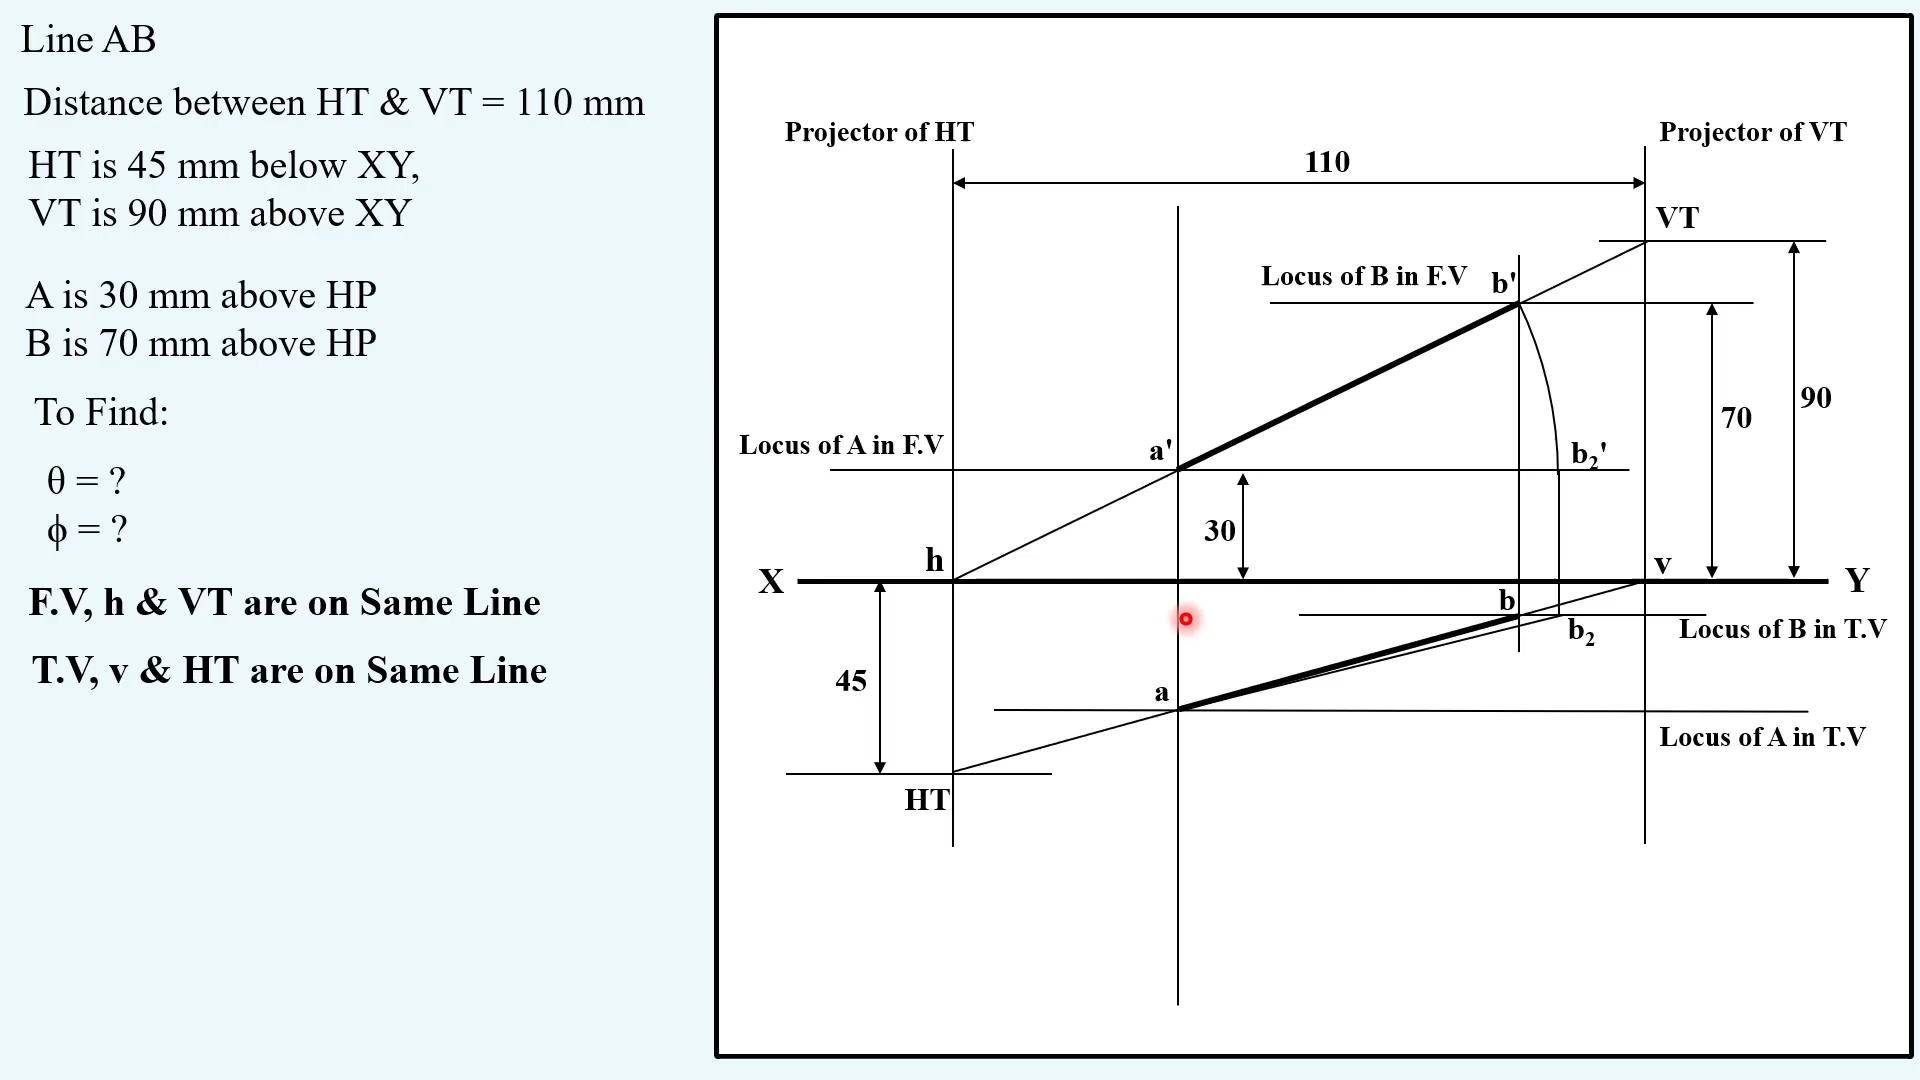 Line AB
Distance between HT & VT = 110 mm
HT is 45 mm below XY,
VT is 90 mm above XY
A is 30 mm above HP
B is 70 mm above HP
To Find:
θ = ?
ϕ = ?
F.V, h & VT are on Same Line
T.V, v & HT are on Same Line
Projector of HT
Projector of VT
110
VT
Locus of B in F.V
b'
90
70
Locus of A in F.V
a'
b₂'
30
h
v
X
Y
b
b₂
Locus of B in T.V
45
a
Locus of A in T.V
HT